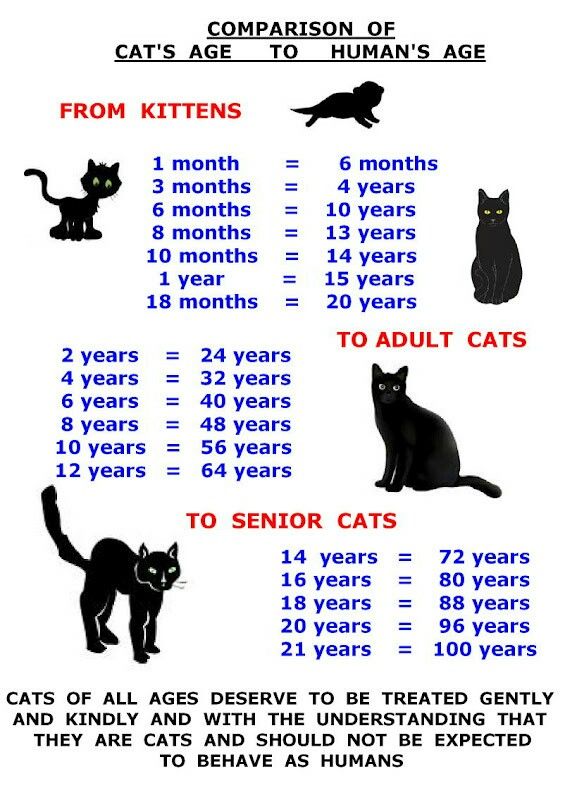 COMPARISON OF
CAT'S AGE TO HUMAN'S AGE
FROM KITTENS
1 month = 6 months
3 months = 4 years
6 months = 10 years
8 months = 13 years
10 months = 14 years
1 year = 15 years
18 months = 20 years
TO ADULT CATS
2 years = 24 years
4 years = 32 years
6 years = 40 years
8 years = 48 years
10 years = 56 years
12 years = 64 years
TO SENIOR CATS
14 years = 72 years
16 years = 80 years
18 years = 88 years
20 years = 96 years
21 years = 100 years
CATS OF ALL AGES DESERVE TO BE TREATED GENTLY
AND KINDLY AND WITH THE UNDERSTANDING THAT
THEY ARE CATS AND SHOULD NOT BE EXPECTED
TO BEHAVE AS HUMANS